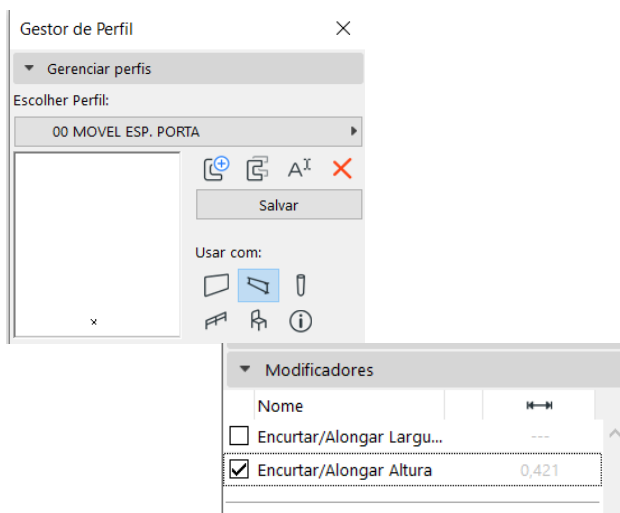 Gestor de Perfil
Gerenciar perfis
Escolher Perfil:
00 MOVEL ESP. PORTA
Salvar
Usar com:
Modificadores
Nome
Encurtar/Alongar Largu... ---
Encurtar/Alongar Altura 0,421